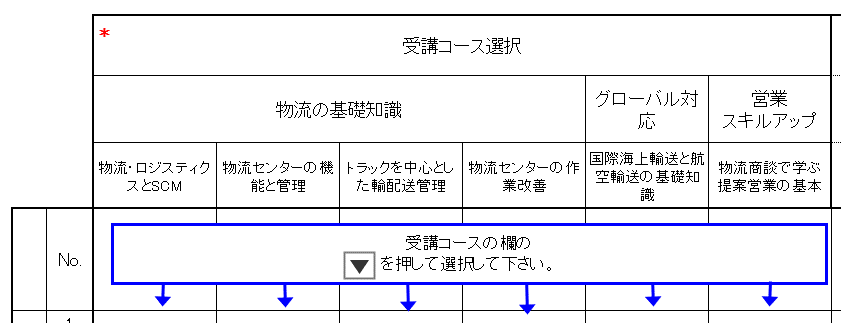 *
受講コース選択
物流の基礎知識
グローバル対
応
営業
スキルアップ
物流・ロジスティク
スとSCM
物流センターの機
能と管理
トラックを中心とし
た輸配送管理
物流センターの作
業改善
国際海上輸送と航
空輸送の基礎知
識
物流商談で学ぶ
提案営業の基本
No.
受講コースの欄の
▼を押して選択して下さい。
1